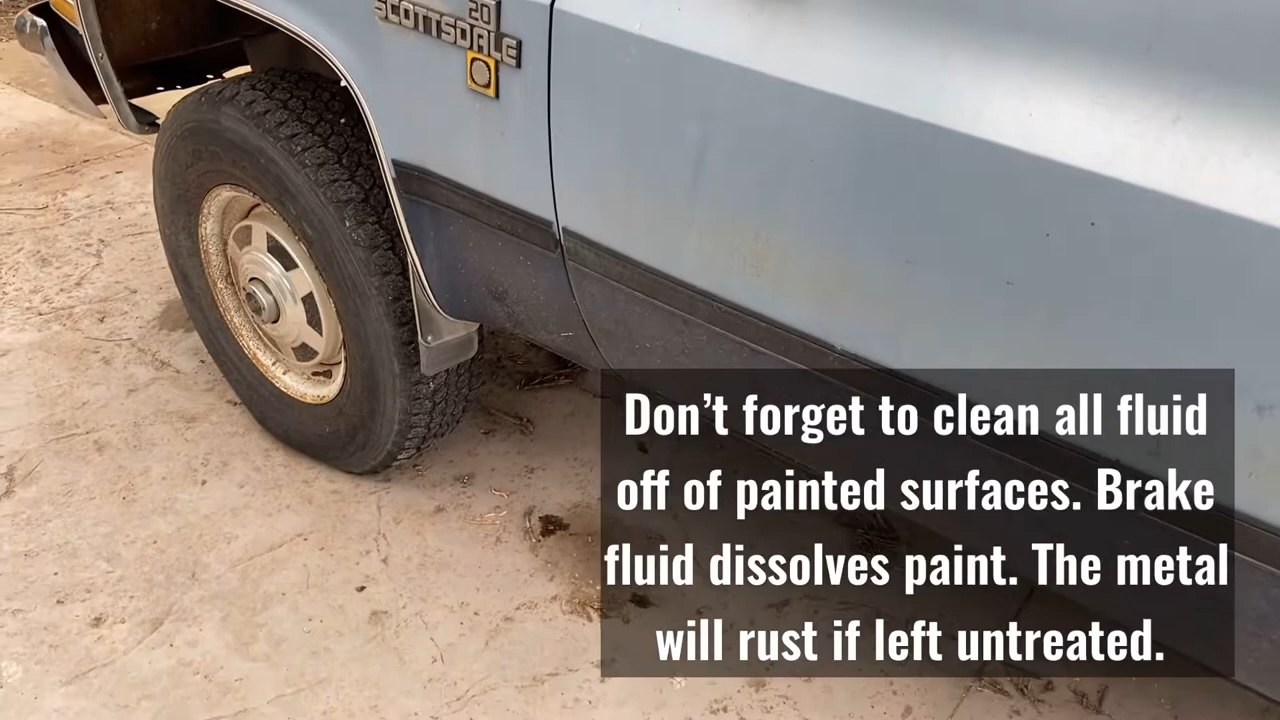 20
SCOTTSDALE
Don’t forget to clean all fluid
off of painted surfaces. Brake
fluid dissolves paint. The metal
will rust if left untreated.